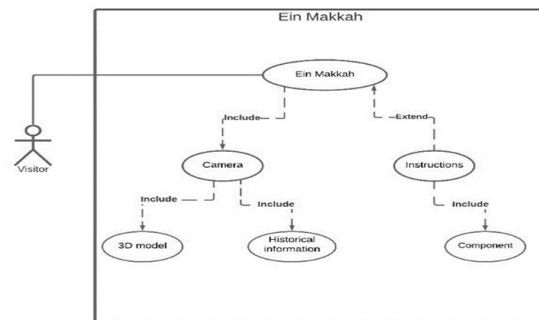 Ein Makkah
Ein Makkah
Include
Extend
Visitor
Camera
Instructions
Include
Include
Include
3D model
Historical
information
Component